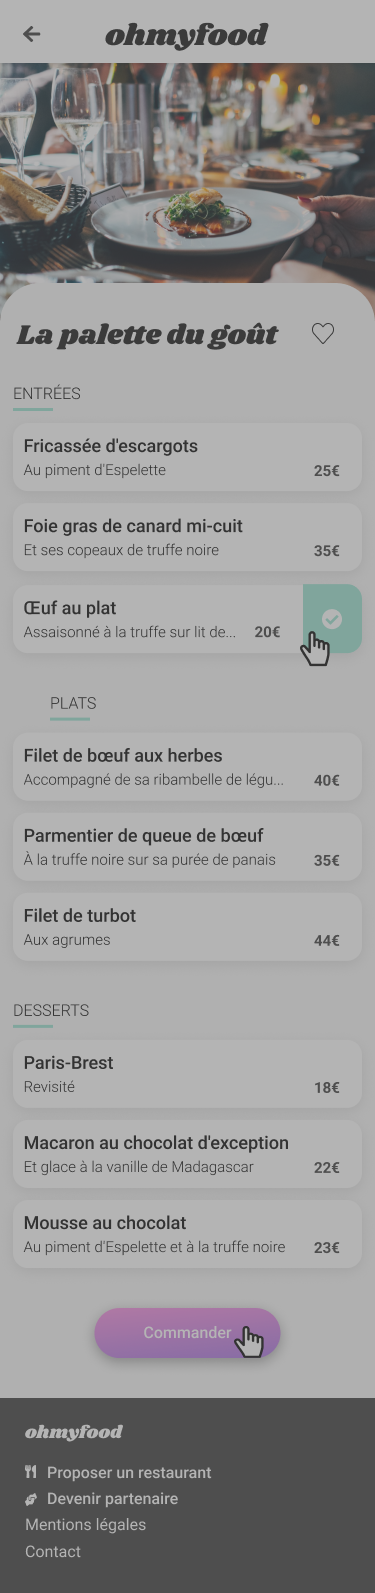 ohmyfood
La palette du goût
ENTRÉES
Fricassée d'escargots
Au piment d'Espelette 25€
Foie gras de canard mi-cuit
Et ses copeaux de truffe noire 35€
Œuf au plat
Assaisonné à la truffe sur lit de... 20€
PLATS
Filet de bœuf aux herbes
Accompagné de sa ribambelle de légu... 40€
Parmentier de queue de bœuf
À la truffe noire sur sa purée de panais 35€
Filet de turbot
Aux agrumes 44€
DESSERTS
Paris-Brest
Revisité 18€
Macaron au chocolat d'exception
Et glace à la vanille de Madagascar 22€
Mousse au chocolat
Au piment d'Espelette et à la truffe noire 23€
Commander
ohmyfood
Proposer un restaurant
Devenir partenaire
Mentions légales
Contact